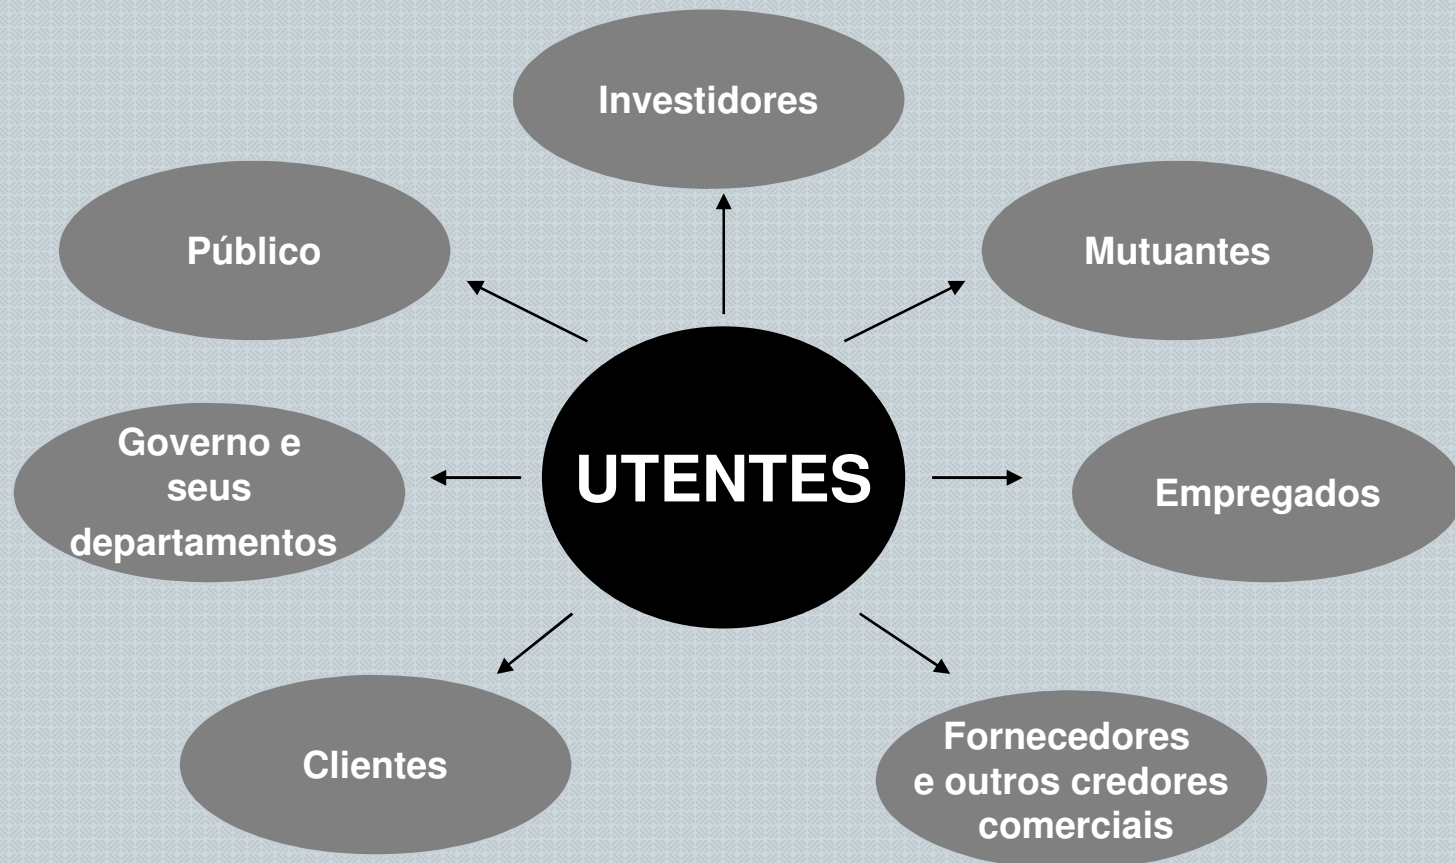 Investidores
Público
Mutuantes
Governo e
seus
departamentos
UTENTES
Empregados
Clientes
Fornecedores
e outros credores
comerciais